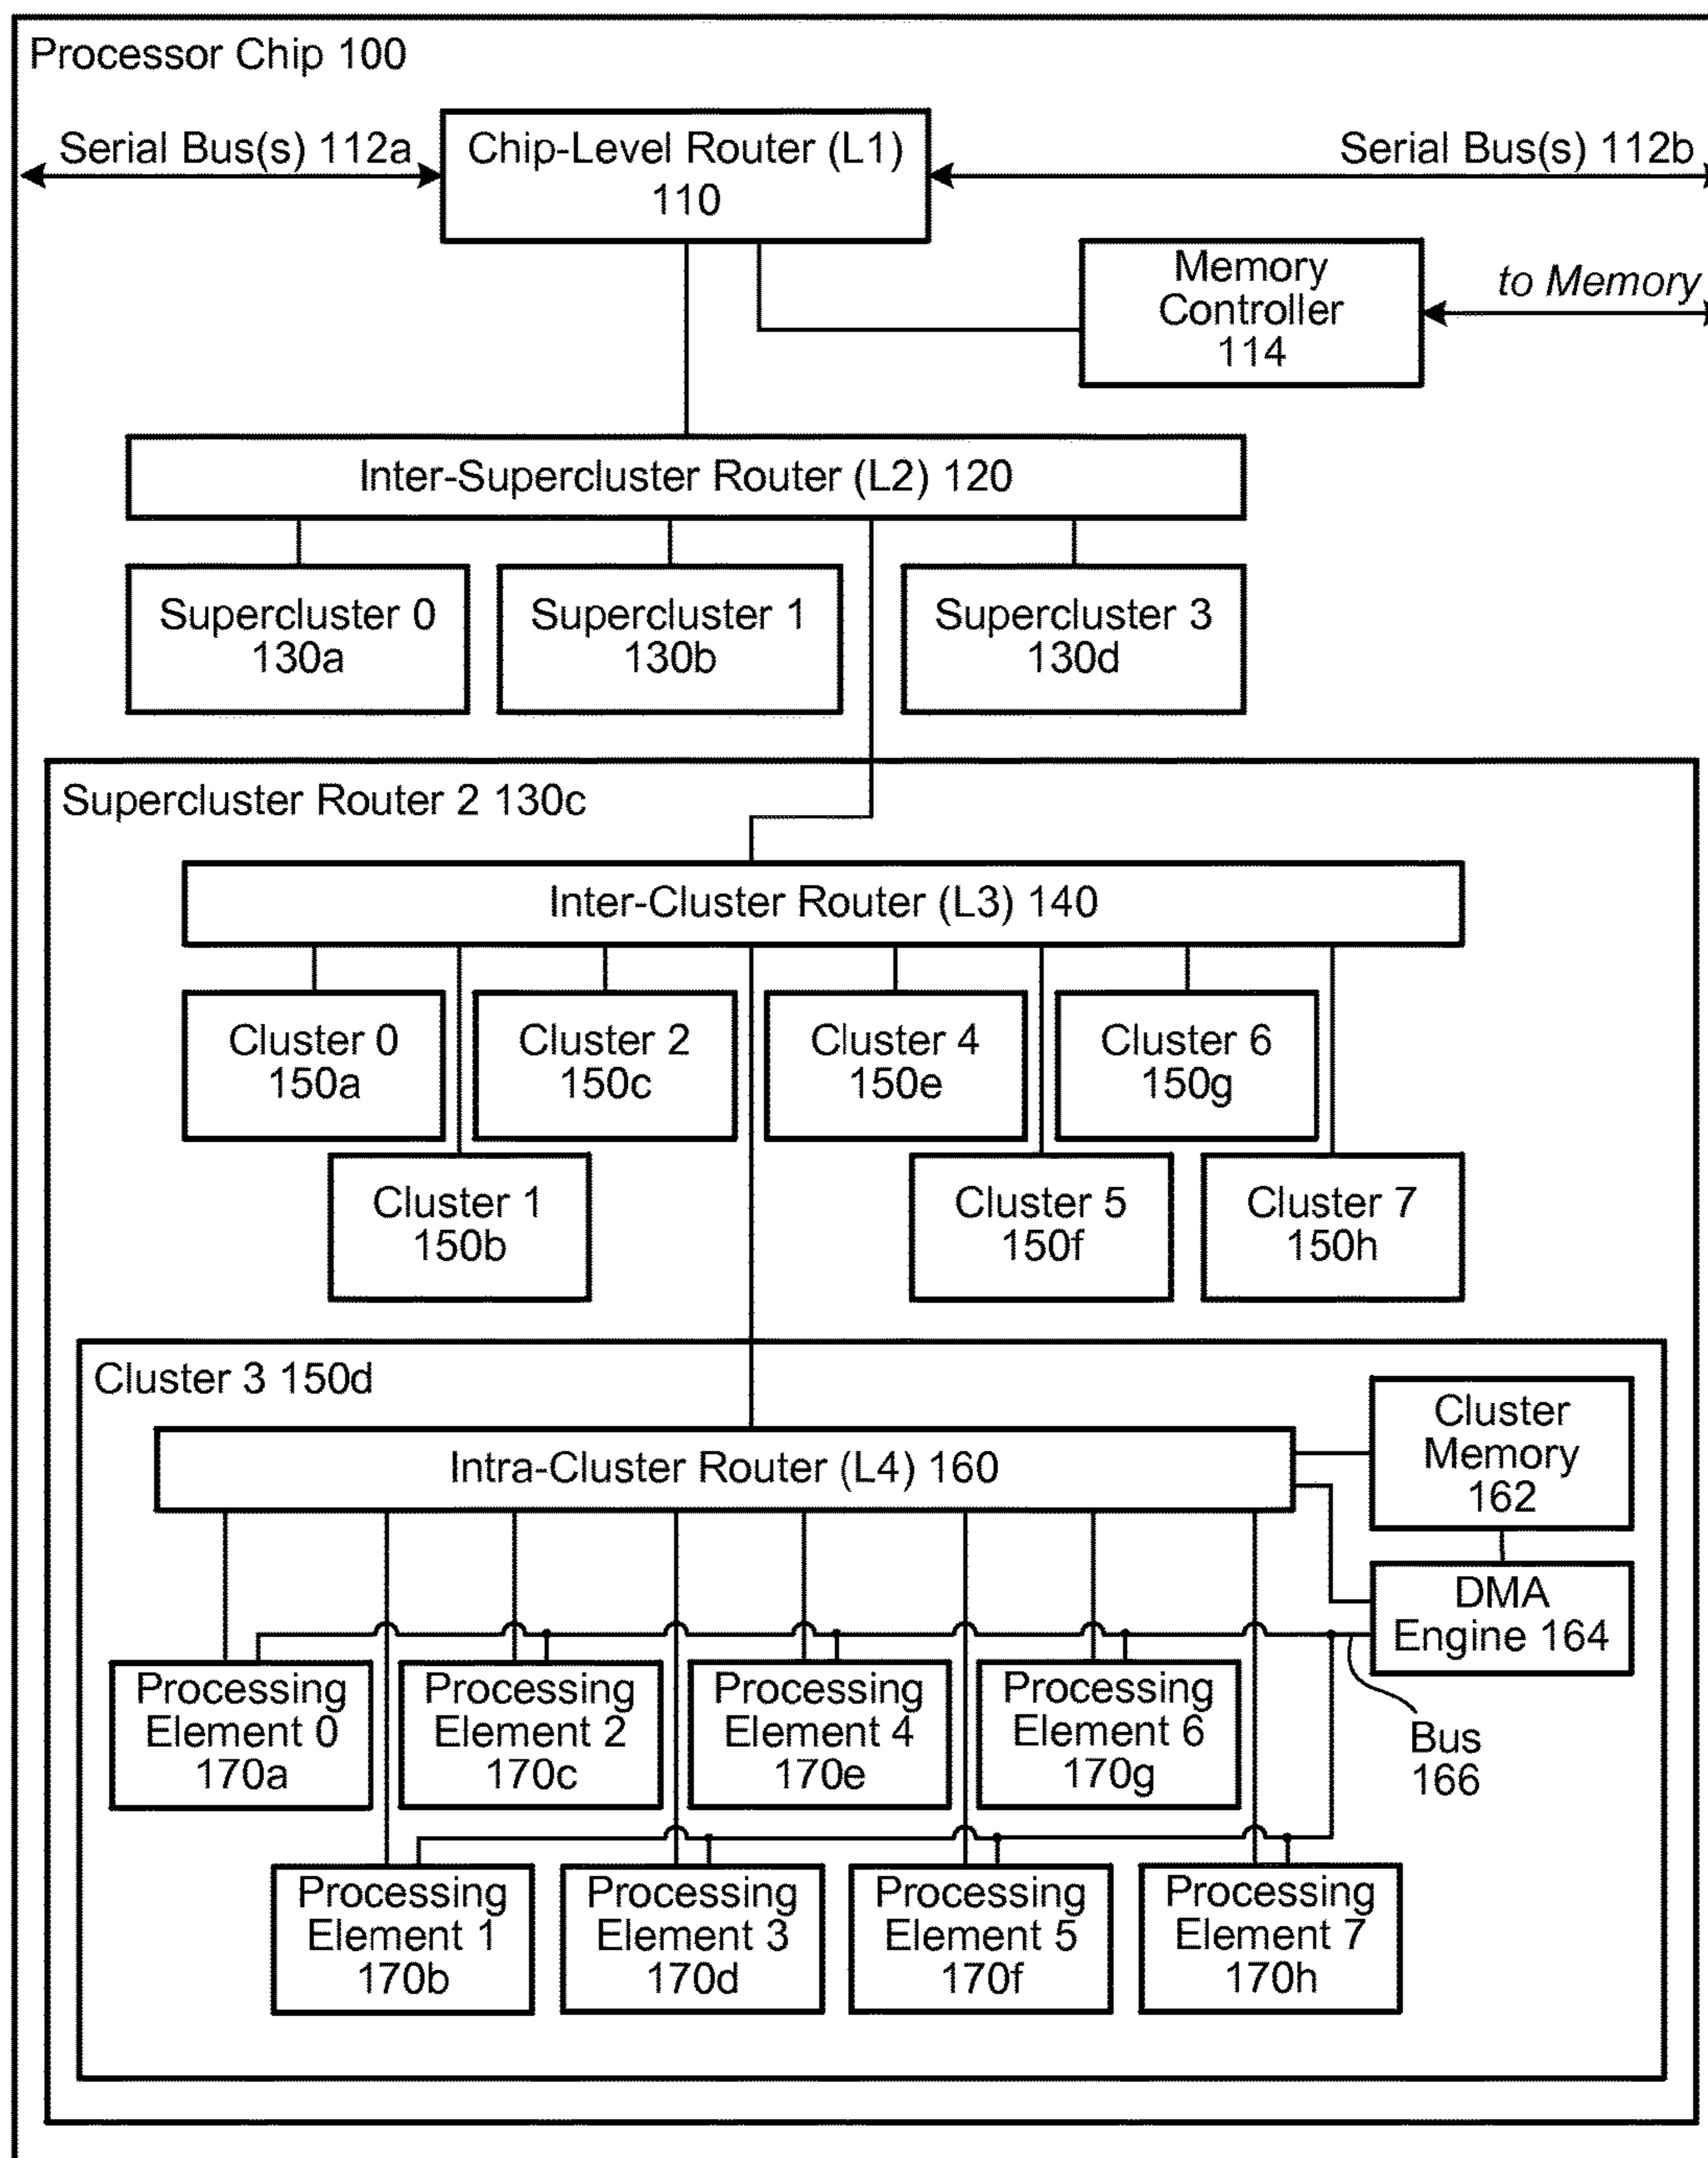 Processor Chip 100
Serial Bus(s) 112a
Chip-Level Router (L1)
110
Serial Bus(s) 112b
Memory
Controller
114
to Memory
Inter-Supercluster Router (L2) 120
Supercluster 0
130a
Supercluster 1
130b
Supercluster 3
130d
Supercluster Router 2 130c
Inter-Cluster Router (L3) 140
Cluster 0
150a
Cluster 2
150c
Cluster 4
150e
Cluster 6
150g
Cluster 1
150b
Cluster 5
150f
Cluster 7
150h
Cluster 3 150d
Intra-Cluster Router (L4) 160
Cluster
Memory
162
DMA
Engine 164
Processing
Element 0
170a
Processing
Element 2
170c
Processing
Element 4
170e
Processing
Element 6
170g
Bus
166
Processing
Element 1
170b
Processing
Element 3
170d
Processing
Element 5
170f
Processing
Element 7
170h